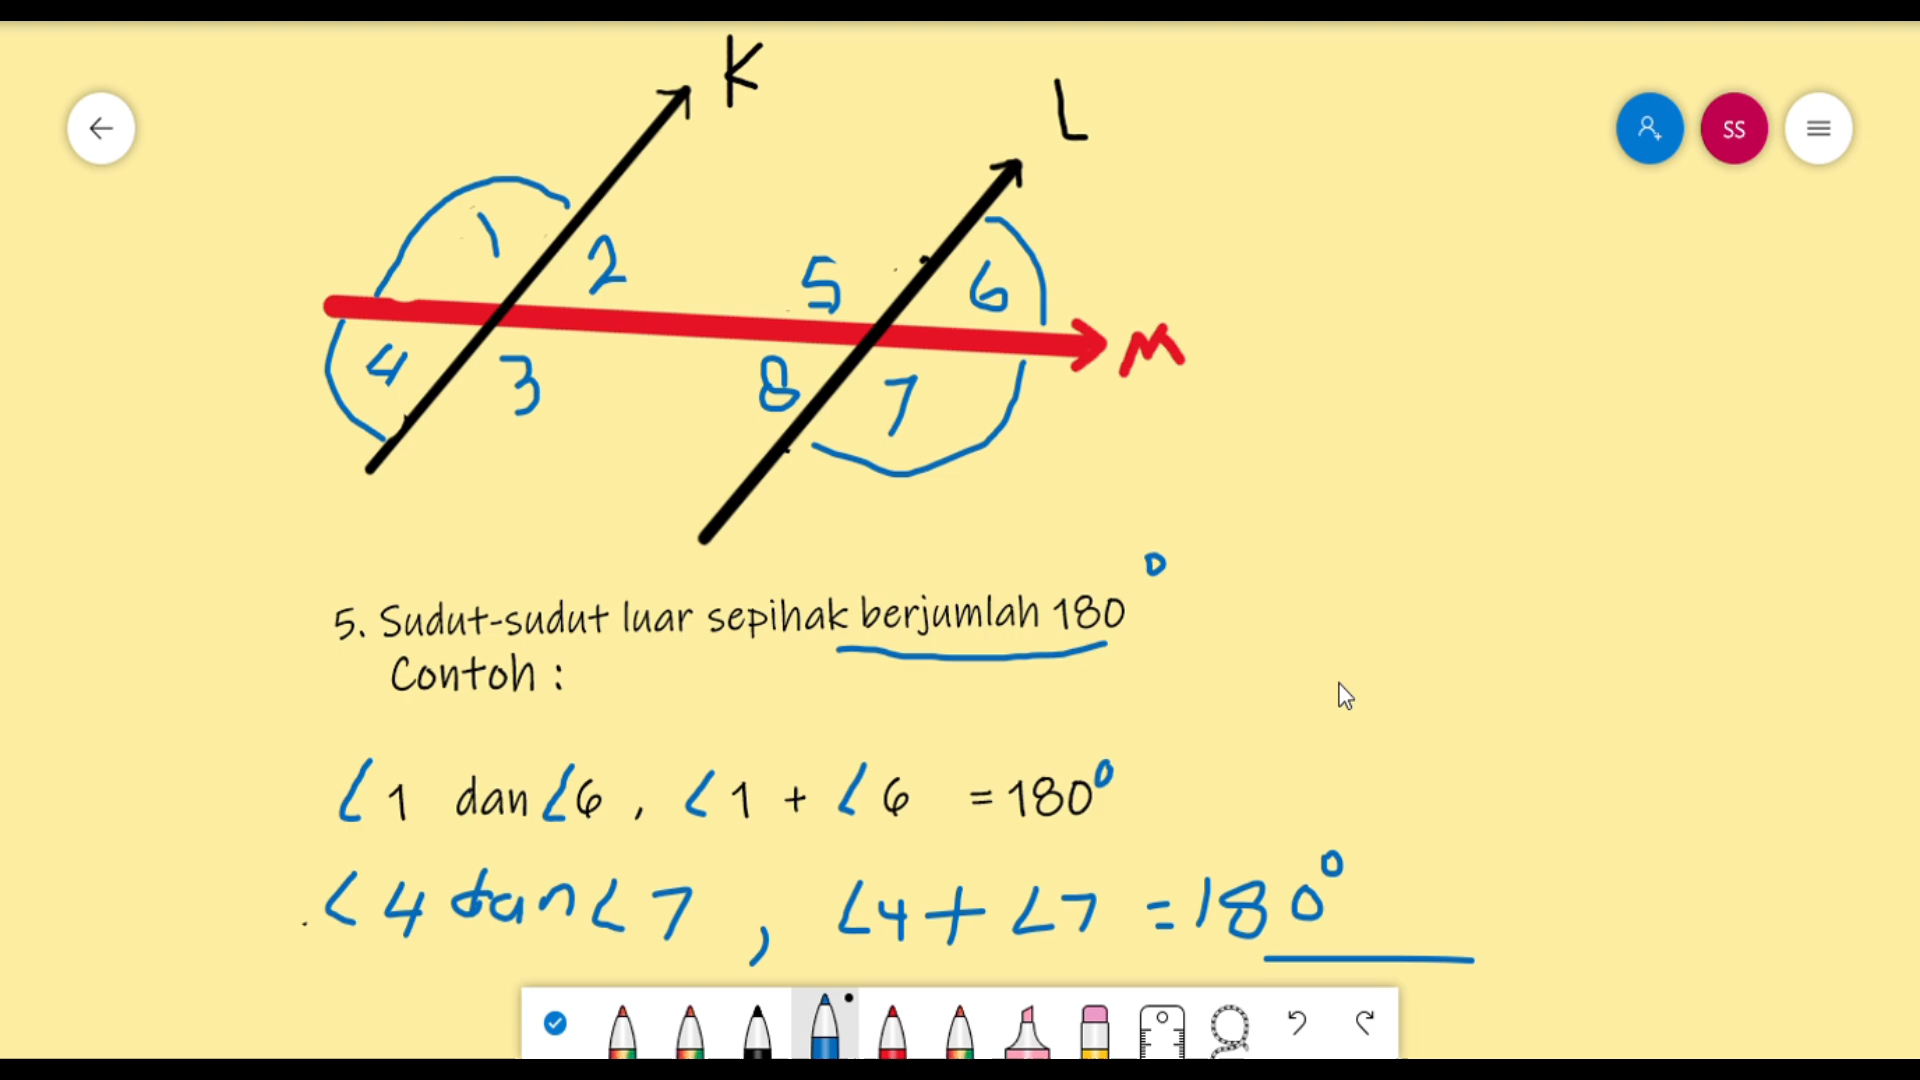 K
L
SS
1
2
5
6
M
4
3
8
7
5. Sudut-sudut luar sepihak berjumlah 180°
Contoh :
∠1 dan ∠6 , ∠1 + ∠6 = 180°
∠4 dan ∠7 , ∠4 + ∠7 = 180°